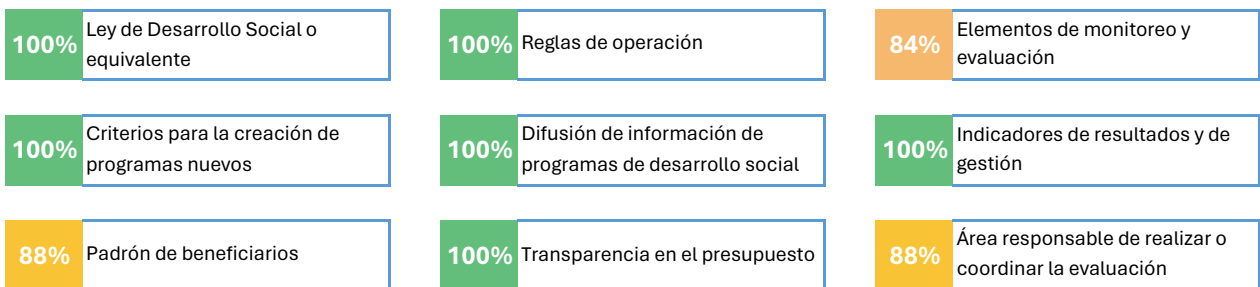 100%
Ley de Desarrollo Social o
equivalente
100%
Reglas de operación
84%
Elementos de monitoreo y
evaluación
100%
Criterios para la creación de
programas nuevos
100%
Difusión de información de
programas de desarrollo social
100%
Indicadores de resultados y de
gestión
88%
Padrón de beneficiarios
100%
Transparencia en el presupuesto
88%
Área responsable de realizar o
coordinar la evaluación